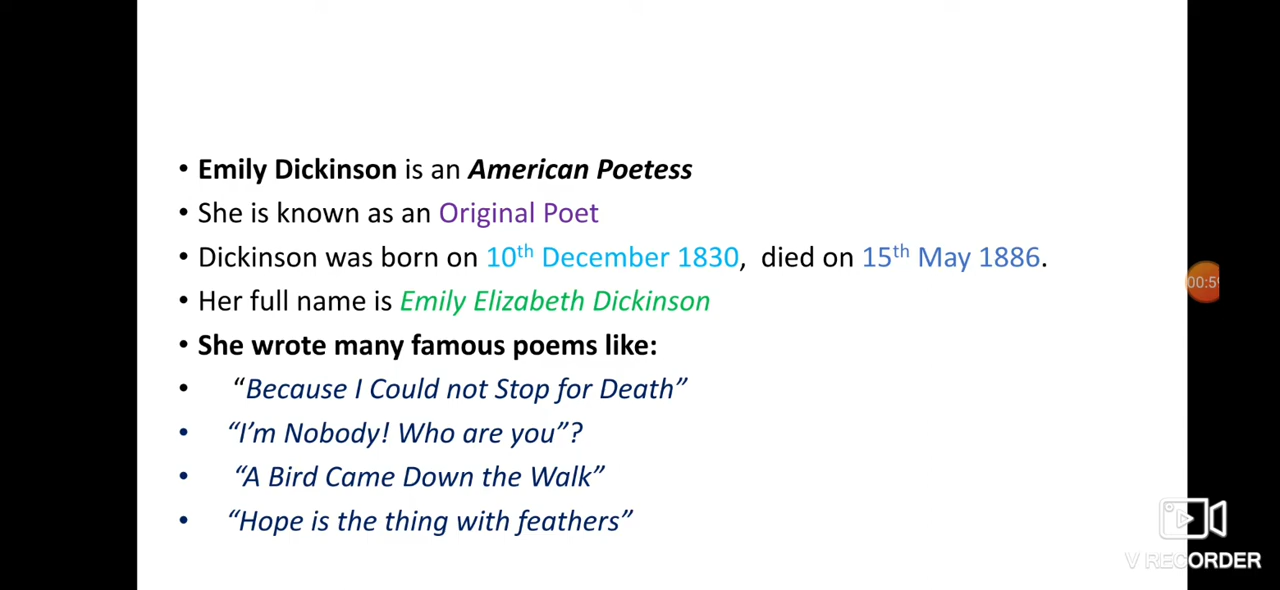 • Emily Dickinson is an American Poetess
• She is known as an Original Poet
• Dickinson was born on 10th December 1830, died on 15th May 1886.
• Her full name is Emily Elizabeth Dickinson
• She wrote many famous poems like:
• “Because I Could not Stop for Death”
• “I’m Nobody! Who are you”?
• “A Bird Came Down the Walk”
• “Hope is the thing with feathers”
00:59
V RECORDER